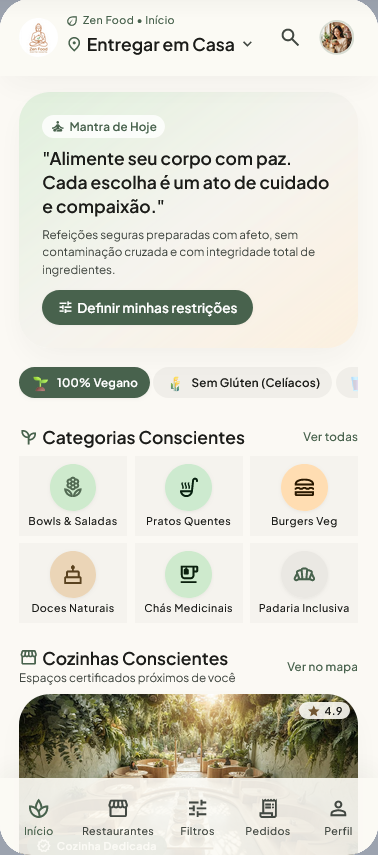 Zen Food • Início
Entregar em Casa
Zen Food
Mantra de Hoje
"Alimente seu corpo com paz.
Cada escolha é um ato de cuidado
e compaixão."
Refeições seguras preparadas com afeto, sem
contaminação cruzada e com integridade total de
ingredientes.
Definir minhas restrições
100% Vegano
Sem Glúten (Celíacos)
Categorias Conscientes
Ver todas
Bowls & Saladas
Pratos Quentes
Burgers Veg
Doces Naturais
Chás Medicinais
Padaria Inclusiva
Cozinhas Conscientes
Ver no mapa
Espaços certificados próximos de você
4.9
Início
Restaurantes
Filtros
Pedidos
Perfil
Cozinha Dedicada